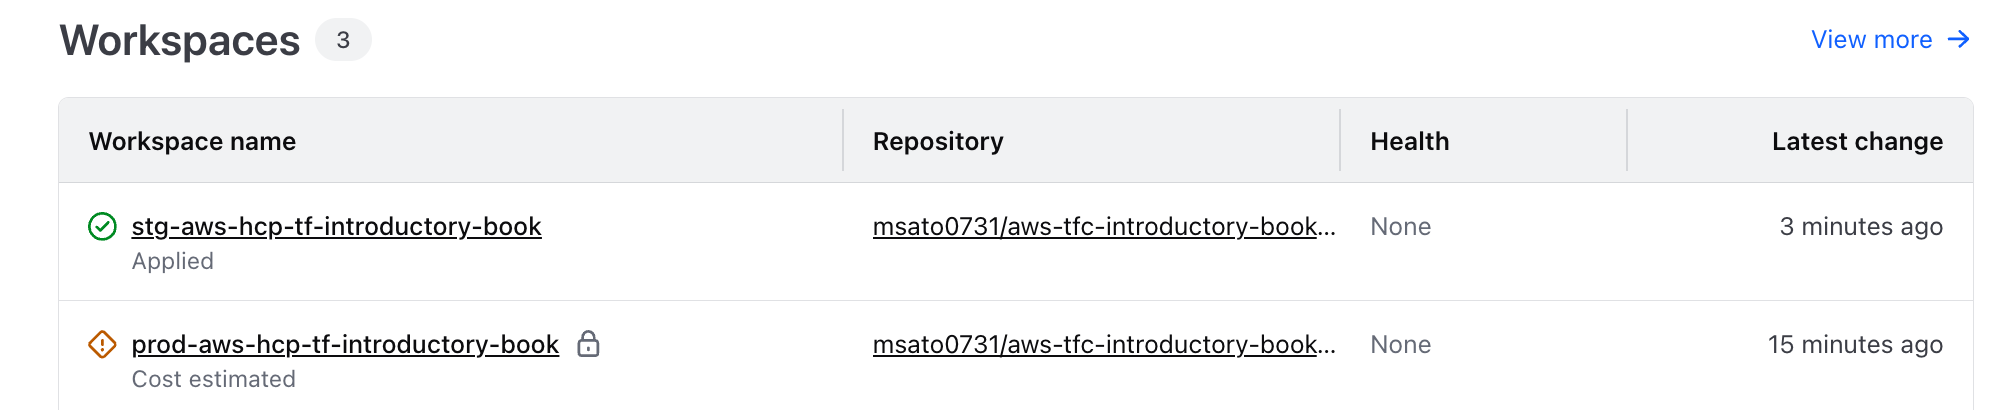 Workspaces 3 View more
Workspace name Repository Health Latest change
stg-aws-hcp-tf-introductory-book msato0731/aws-tfc-introductory-book... None 3 minutes ago
Applied
prod-aws-hcp-tf-introductory-book msato0731/aws-tfc-introductory-book... None 15 minutes ago
Cost estimated